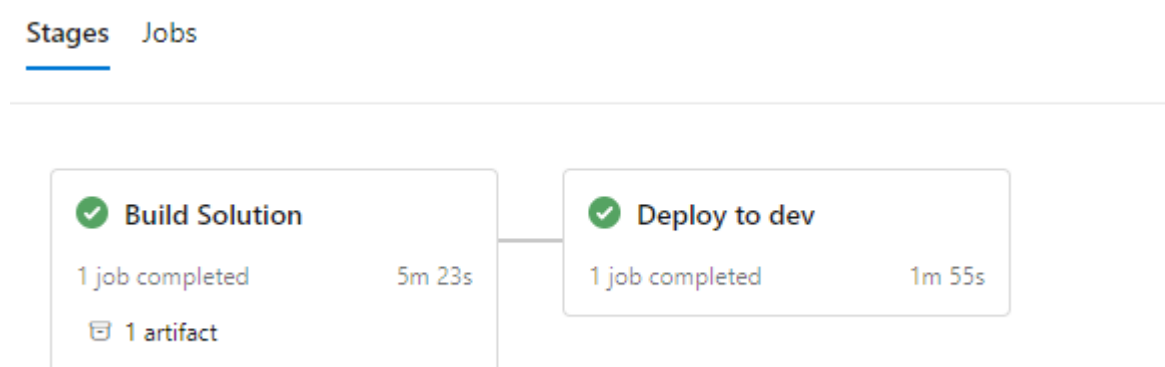 Stages Jobs
Build Solution
1 job completed 5m 23s
1 artifact
Deploy to dev
1 job completed 1m 55s